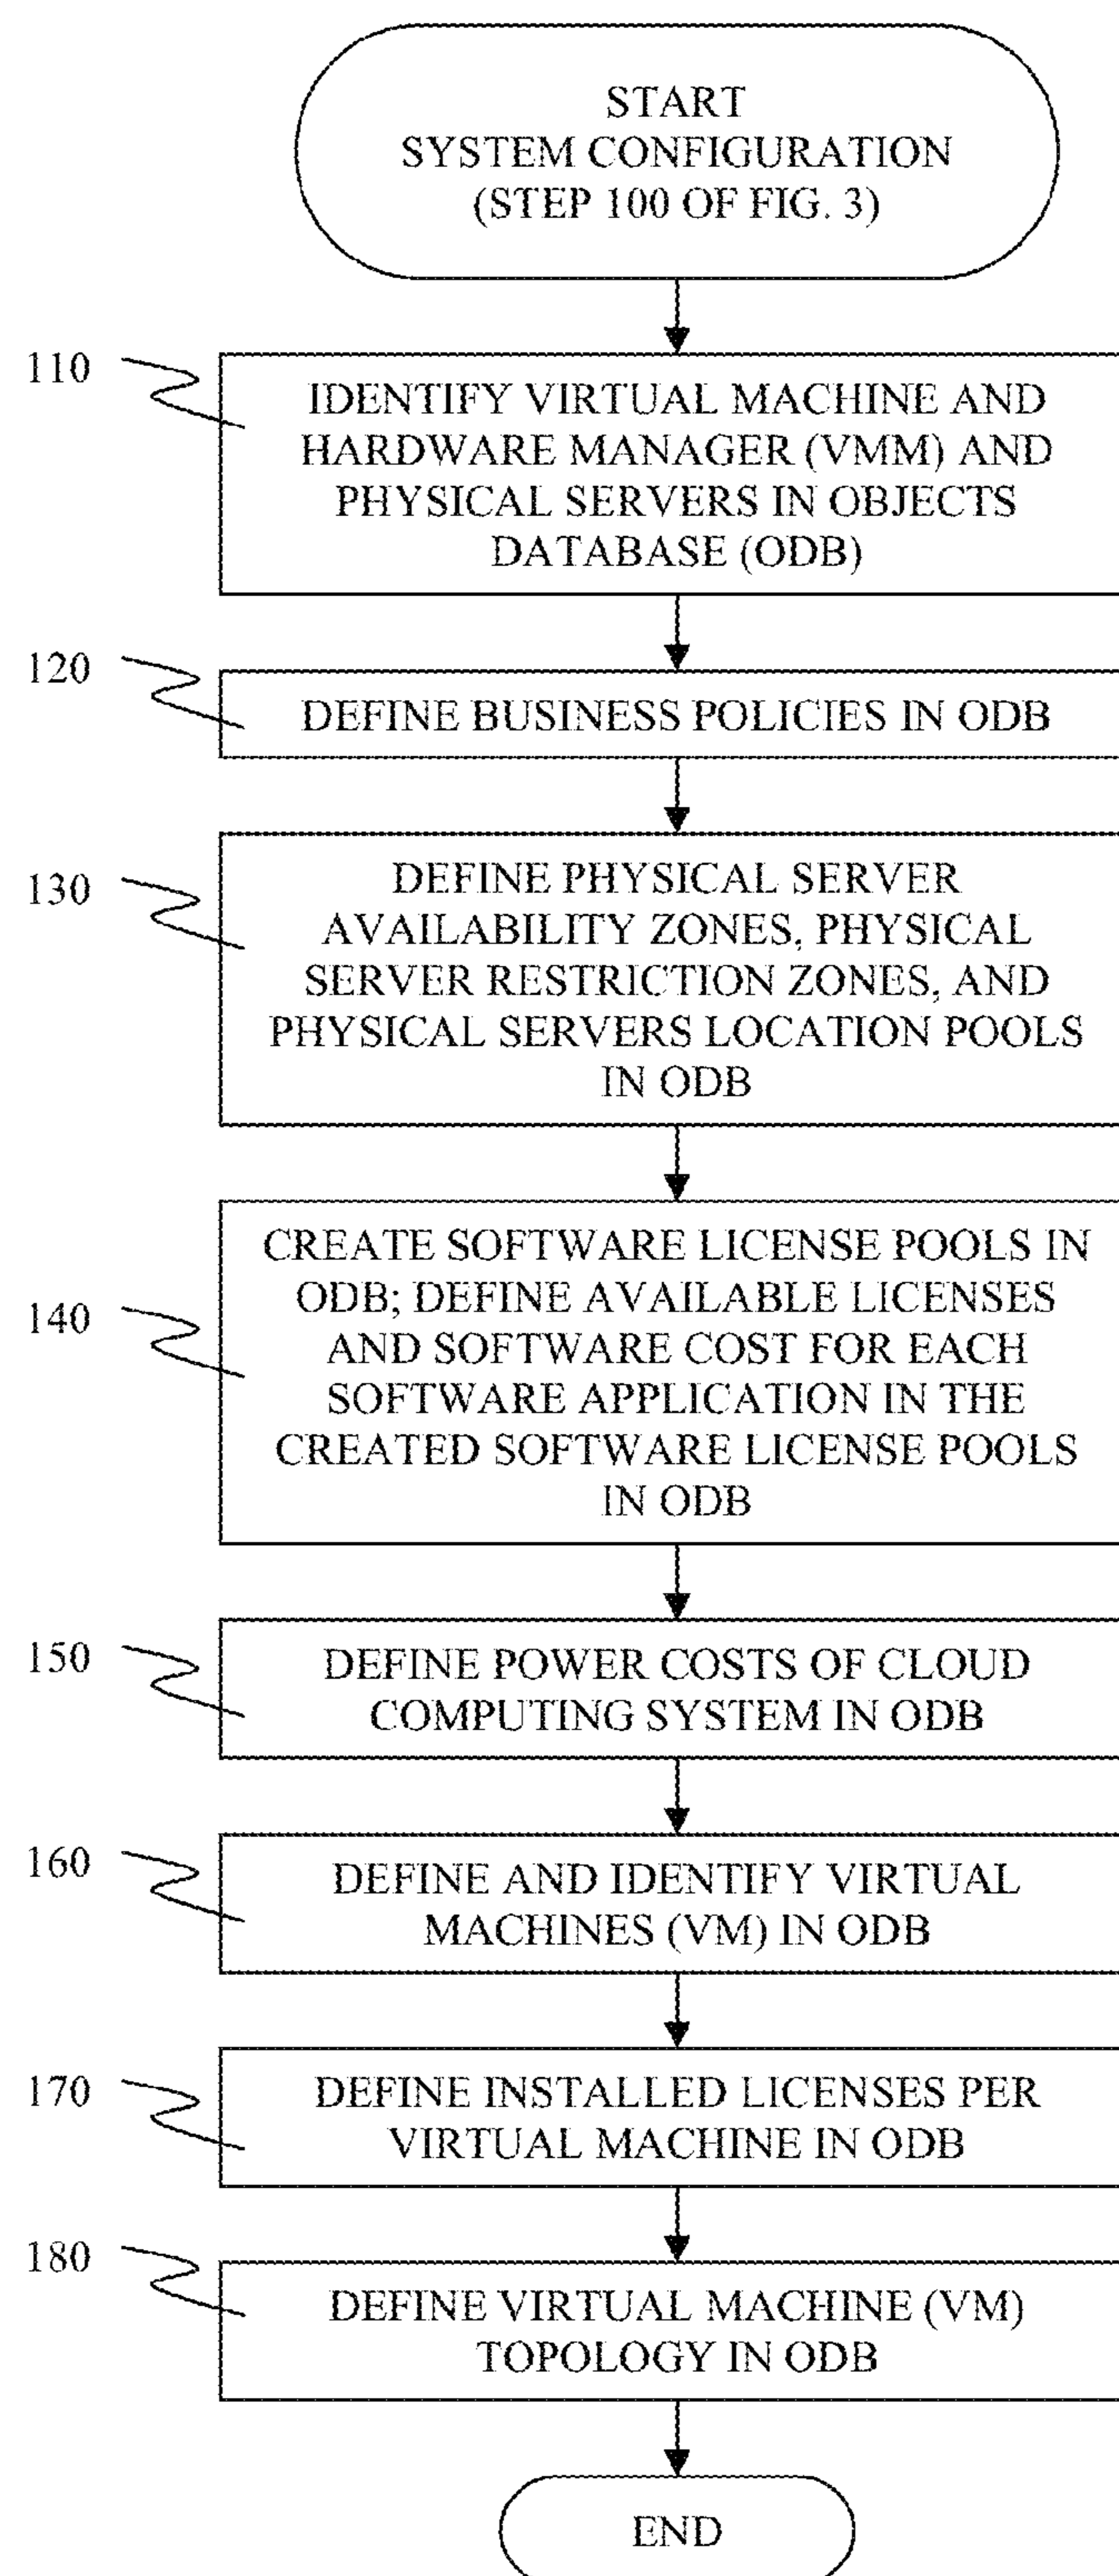 START
SYSTEM CONFIGURATION
(STEP 100 OF FIG. 3)
110
IDENTIFY VIRTUAL MACHINE AND
HARDWARE MANAGER (VMM) AND
PHYSICAL SERVERS IN OBJECTS
DATABASE (ODB)
120
DEFINE BUSINESS POLICIES IN ODB
130
DEFINE PHYSICAL SERVER
AVAILABILITY ZONES, PHYSICAL
SERVER RESTRICTION ZONES, AND
PHYSICAL SERVERS LOCATION POOLS
IN ODB
140
CREATE SOFTWARE LICENSE POOLS IN
ODB; DEFINE AVAILABLE LICENSES
AND SOFTWARE COST FOR EACH
SOFTWARE APPLICATION IN THE
CREATED SOFTWARE LICENSE POOLS
IN ODB
150
DEFINE POWER COSTS OF CLOUD
COMPUTING SYSTEM IN ODB
160
DEFINE AND IDENTIFY VIRTUAL
MACHINES (VM) IN ODB
170
DEFINE INSTALLED LICENSES PER
VIRTUAL MACHINE IN ODB
180
DEFINE VIRTUAL MACHINE (VM)
TOPOLOGY IN ODB
END